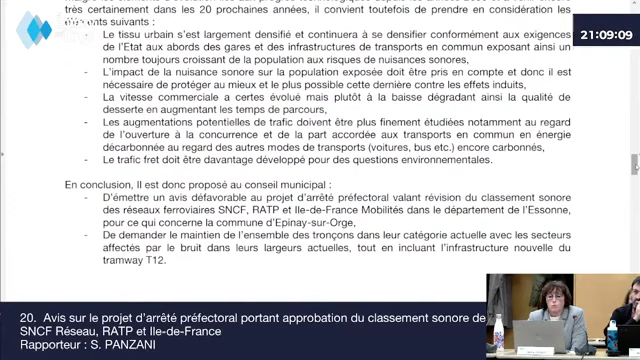 très certainement dans les 20 prochaines années, il convient toutefois de prendre en considération les
éléments suivants :
- Le tissu urbain s'est largement densifié et continuera à se densifier conformément aux exigences
de l'Etat aux abords des gares et des infrastructures de transports en commun exposant ainsi un
nombre toujours croissant de la population aux risques de nuisances sonores,
- L'impact de la nuisance sonore sur la population exposée doit être pris en compte et donc il est
nécessaire de protéger au mieux et le plus possible cette dernière contre les effets induits,
- La vitesse commerciale a certes évolué mais plutôt à la baisse dégradant ainsi la qualité de
desserte en augmentant les temps de parcours,
- Les augmentations potentielles de trafic doivent être plus finement étudiées notamment au regard
de l'ouverture à la concurrence et de la part accordée aux transports en commun en énergie
décarbonée au regard des autres modes de transports (voitures, bus etc.) encore carbonés,
- Le trafic fret doit être davantage développé pour des questions environnementales.
En conclusion, Il est donc proposé au conseil municipal :
- D'émettre un avis défavorable au projet d'arrêté préfectoral valant révision du classement sonore
des réseaux ferroviaires SNCF, RATP et Ile-de-France Mobilités dans le département de l'Essonne,
pour ce qui concerne la commune d'Epinay-sur-Orge,
- De demander le maintien de l'ensemble des tronçons dans leur catégorie actuelle avec les secteurs
affectés par le bruit dans leurs largeurs actuelles, tout en incluant l'infrastructure nouvelle du
tramway T12.
21:09:09
20. Avis sur le projet d'arrêté préfectoral portant approbation du classement sonore de
SNCF Réseau, RATP et Ile-de-France
Rapporteur : S. PANZANI